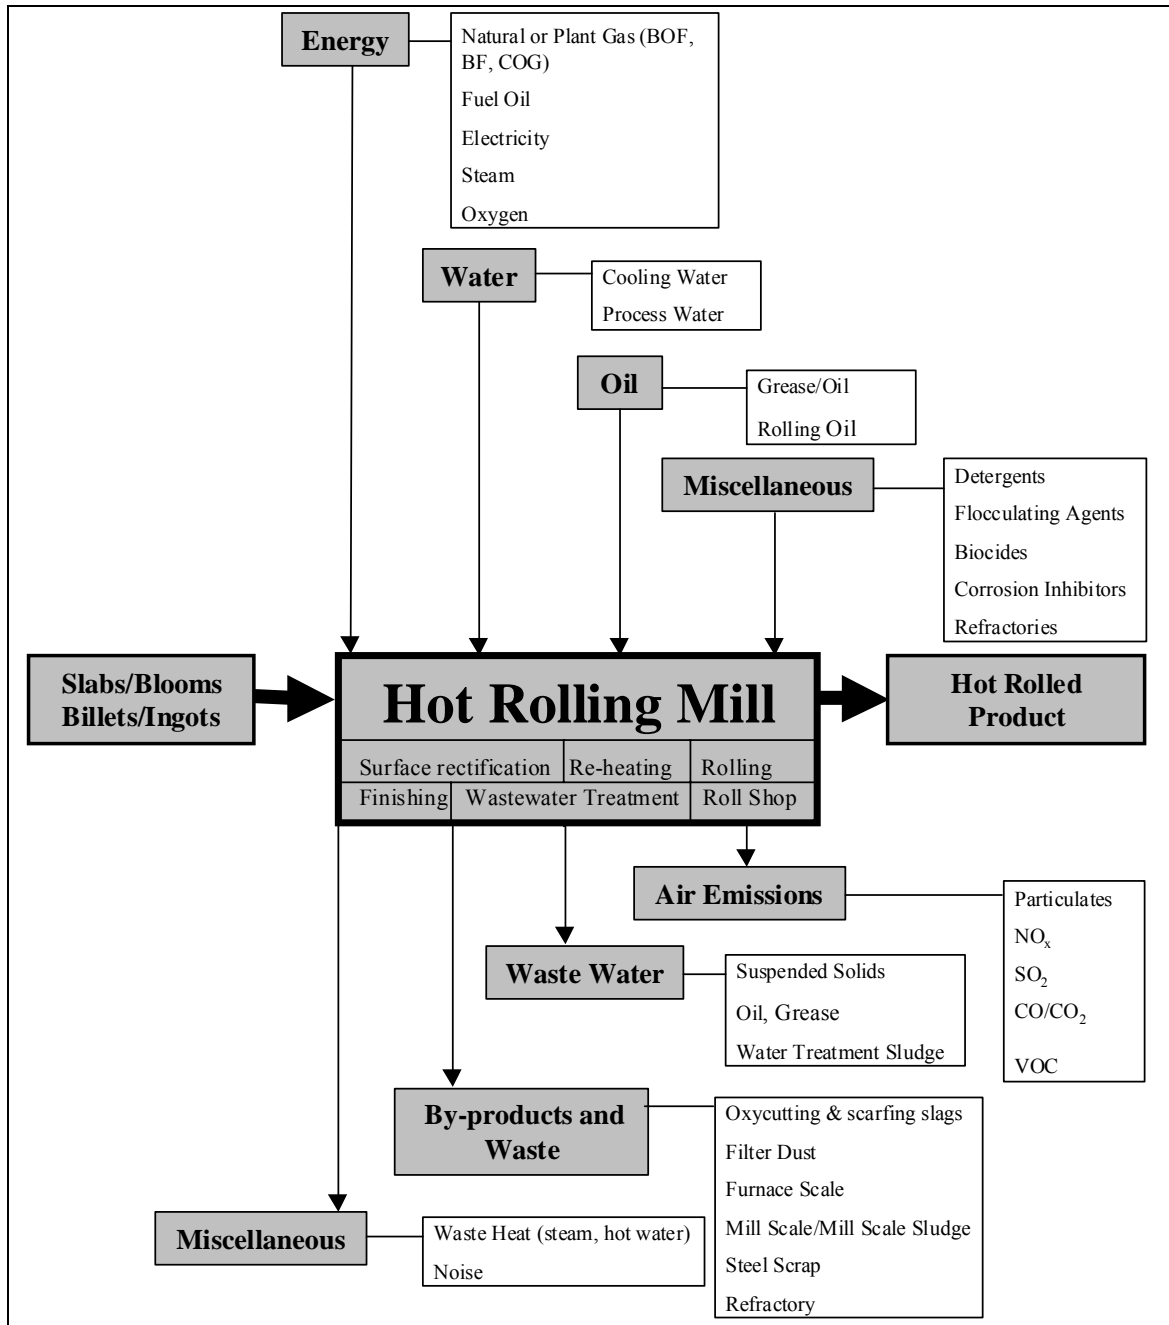 Energy
Natural or Plant Gas (BOF,
BF, COG)
Fuel Oil
Electricity
Steam
Oxygen
Water
Cooling Water
Process Water
Oil
Grease/Oil
Rolling Oil
Miscellaneous
Detergents
Flocculating Agents
Biocides
Corrosion Inhibitors
Refractories
Slabs/Blooms
Billets/Ingots
Hot Rolling Mill
Surface rectification
Re-heating
Rolling
Finishing
Wastewater Treatment
Roll Shop
Hot Rolled
Product
Air Emissions
Particulates
NOx
SO2
CO/CO2
VOC
Waste Water
Suspended Solids
Oil, Grease
Water Treatment Sludge
By-products and
Waste
Oxycutting & scarfing slags
Filter Dust
Furnace Scale
Mill Scale/Mill Scale Sludge
Steel Scrap
Refractory
Miscellaneous
Waste Heat (steam, hot water)
Noise